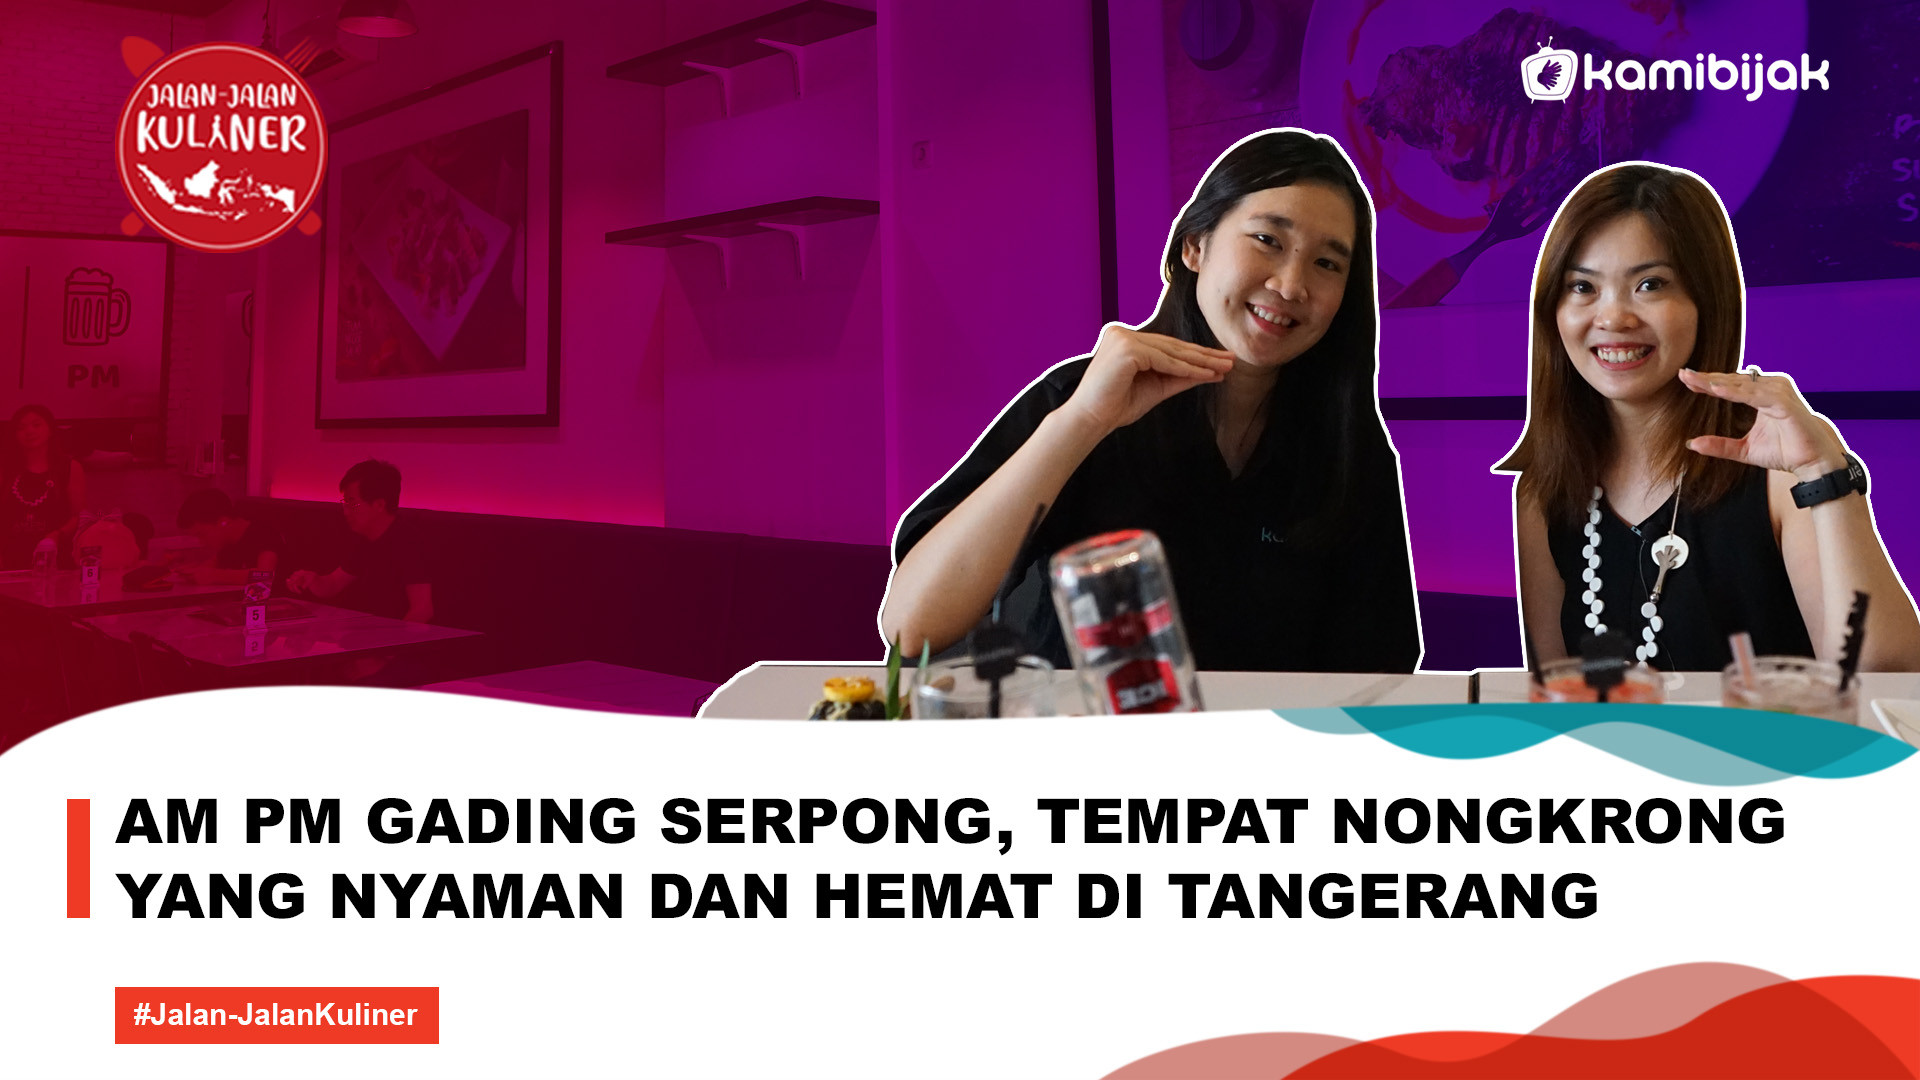 JALAN-JALAN
KULINER
kamibijak
PM
5
AM PM GADING SERPONG, TEMPAT NONGKRONG
YANG NYAMAN DAN HEMAT DI TANGERANG
#Jalan-JalanKuliner